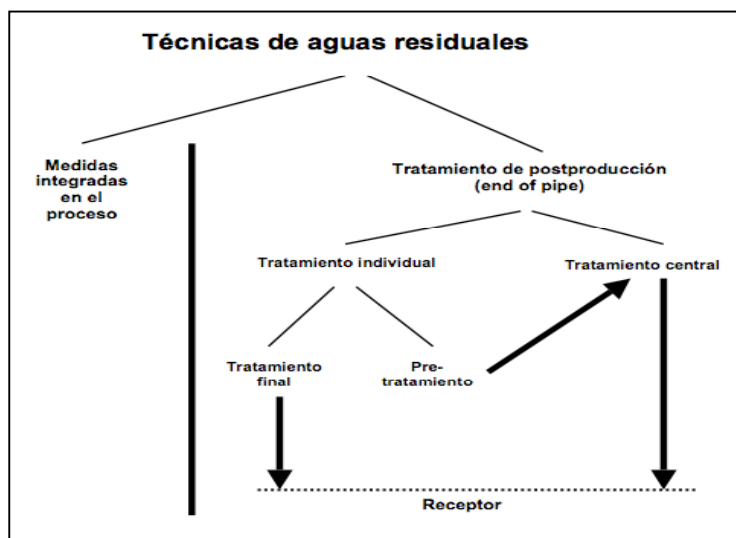 Técnicas de aguas residuales
Medidas
integradas
en el
proceso
Tratamiento de postproducción
(end of pipe)
Tratamiento individual
Tratamiento central
Tratamiento
final
Pre-
tratamiento
Receptor